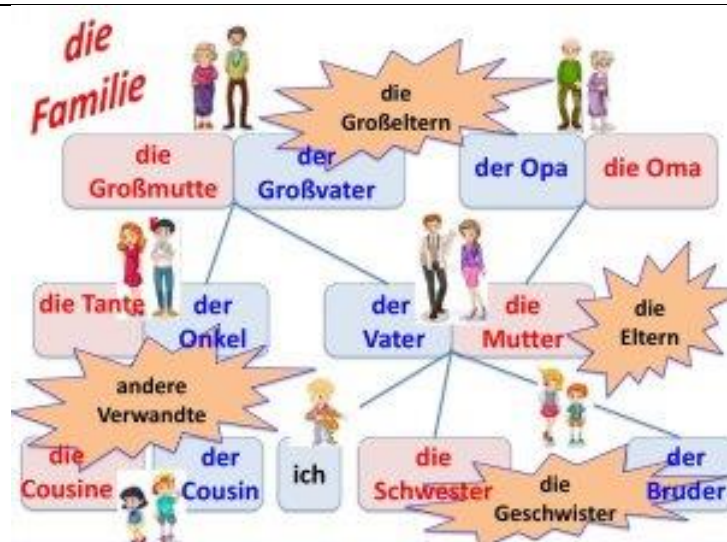 die
Familie
die
Großeltern
die
Großmutte
der
Großvater
der Opa
die Oma
die Tante
der
Onkel
der
Vater
die
Mutter
die
Eltern
andere
Verwandte
die
Cousine
der
Cousin
ich
die
Schwester
die
Geschwister
der
Bruder